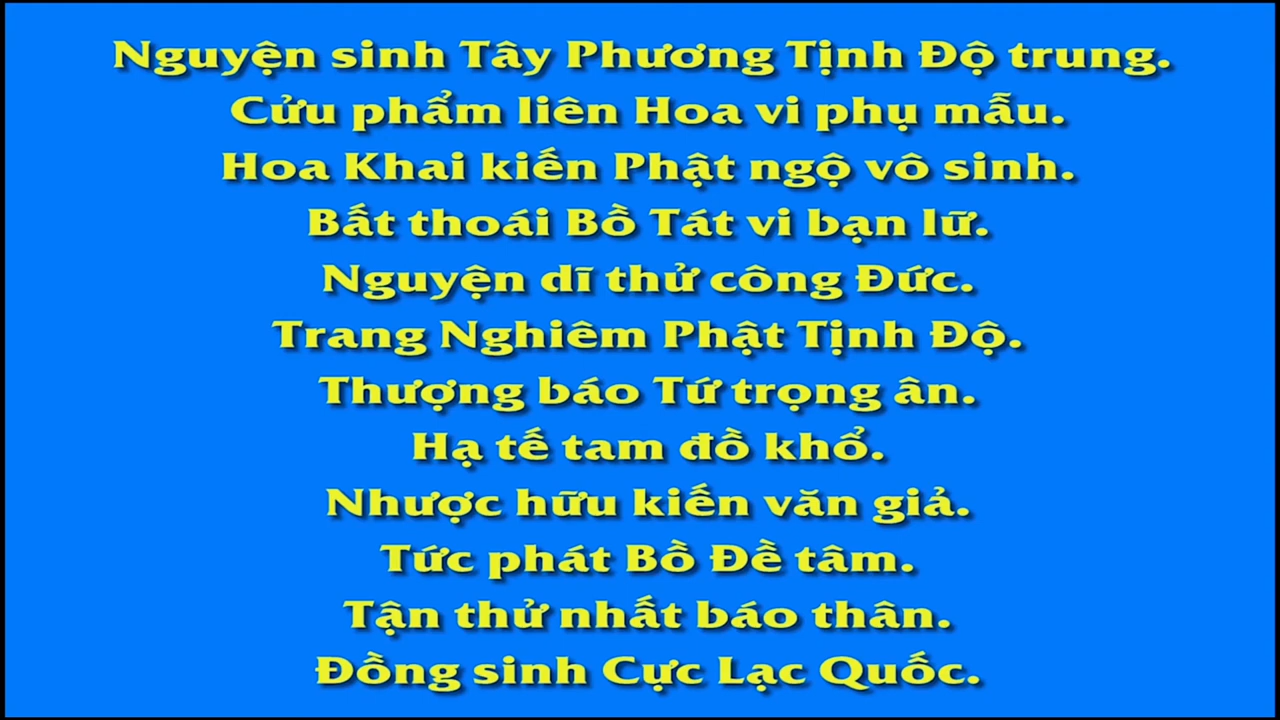 Nguyện sinh Tây Phương Tịnh Độ trung.
Cửu phẩm liên Hoa vi phụ mẫu.
Hoa Khai kiến Phật ngộ vô sinh.
Bất thoái Bồ Tát vi bạn lữ.
Nguyện dĩ thử công Đức.
Trang Nghiêm Phật Tịnh Độ.
Thượng báo Tứ trọng ân.
Hạ tế tam đồ khổ.
Nhược hữu kiến văn giả.
Tức phát Bồ Đề tâm.
Tận thử nhất báo thân.
Đồng sinh Cực Lạc Quốc.